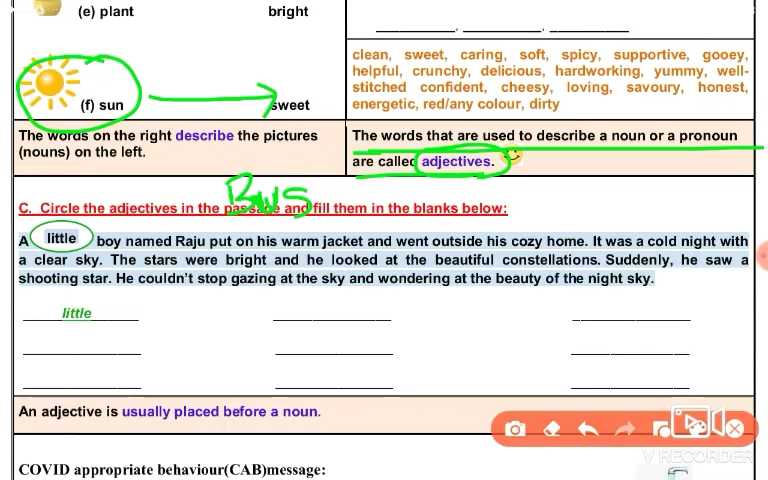 (e) plant bright
clean, sweet, caring, soft, spicy, supportive, gooey,
helpful, crunchy, delicious, hardworking, yummy, well-
stitched confident, cheesy, loving, savoury, honest,
energetic, red/any colour, dirty
(f) sun sweet
The words on the right describe the pictures
(nouns) on the left.
The words that are used to describe a noun or a pronoun
are called adjectives.
Bws
C. Circle the adjectives in the passage and fill them in the blanks below:
A little boy named Raju put on his warm jacket and went outside his cozy home. It was a cold night with
a clear sky. The stars were bright and he looked at the beautiful constellations. Suddenly, he saw a
shooting star. He couldn't stop gazing at the sky and wondering at the beauty of the night sky.
little
An adjective is usually placed before a noun.
V RECORDER
COVID appropriate behaviour(CAB)message: